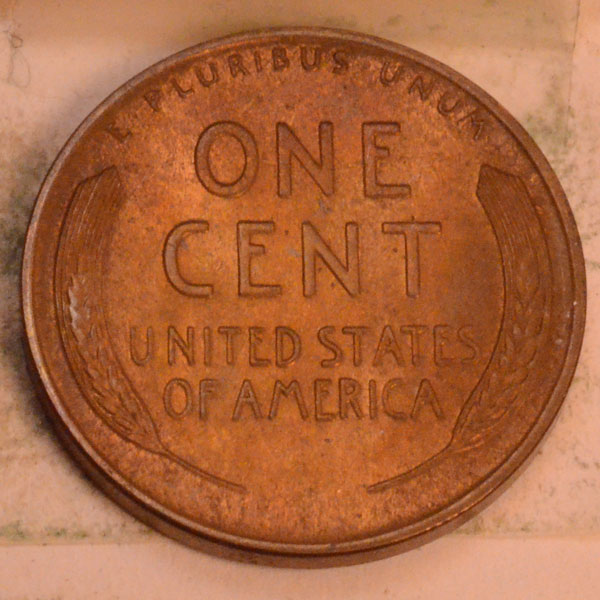 E PLURIBUS UNUM
ONE
CENT
UNITED STATES
OF AMERICA